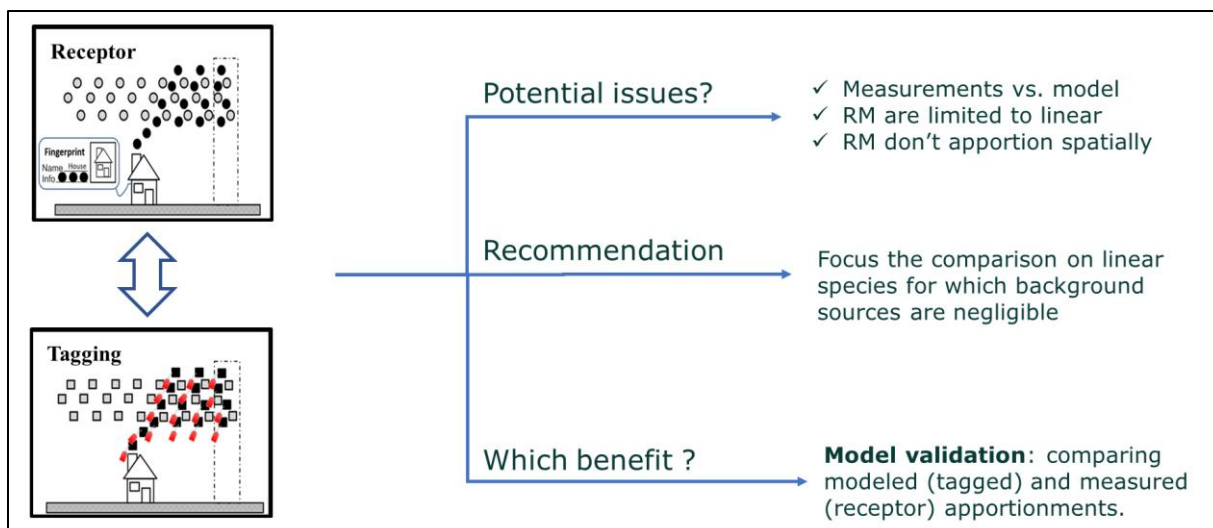 Receptor
Fingerprint
Name House
Info.
Tagging
Potential issues?
✓ Measurements vs. model
✓ RM are limited to linear
✓ RM don't apportion spatially
Recommendation
Focus the comparison on linear
species for which background
sources are negligible
Which benefit ?
Model validation: comparing
modeled (tagged) and measured
(receptor) apportionments.